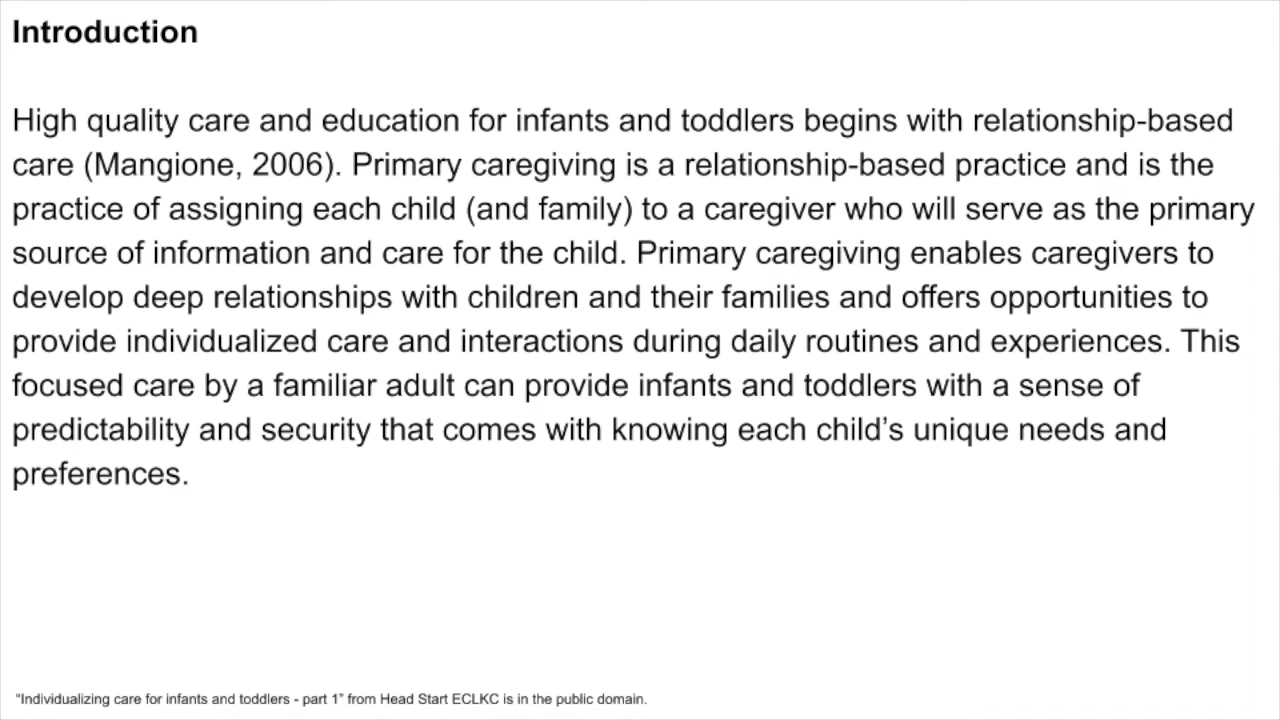 Introduction
High quality care and education for infants and toddlers begins with relationship-based
care (Mangione, 2006). Primary caregiving is a relationship-based practice and is the
practice of assigning each child (and family) to a caregiver who will serve as the primary
source of information and care for the child. Primary caregiving enables caregivers to
develop deep relationships with children and their families and offers opportunities to
provide individualized care and interactions during daily routines and experiences. This
focused care by a familiar adult can provide infants and toddlers with a sense of
predictability and security that comes with knowing each child’s unique needs and
preferences.
“Individualizing care for infants and toddlers - part 1” from Head Start ECLKC is in the public domain.